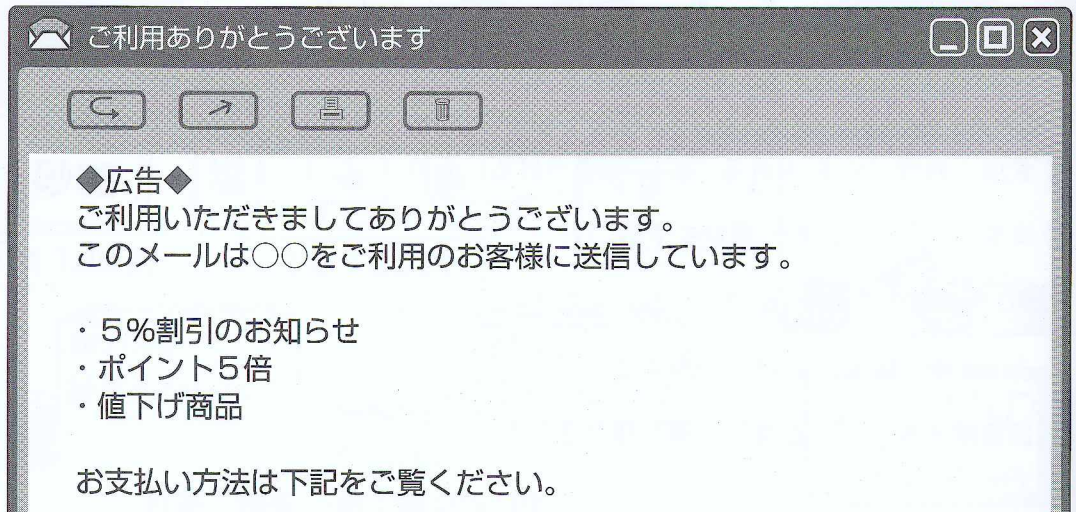 ご利用ありがとうございます
◆広告◆
ご利用いただきましてありがとうございます。
このメールは○○をご利用のお客様に送信しています。
・５％割引のお知らせ
・ポイント５倍
・値下げ商品
お支払い方法は下記をご覧ください。